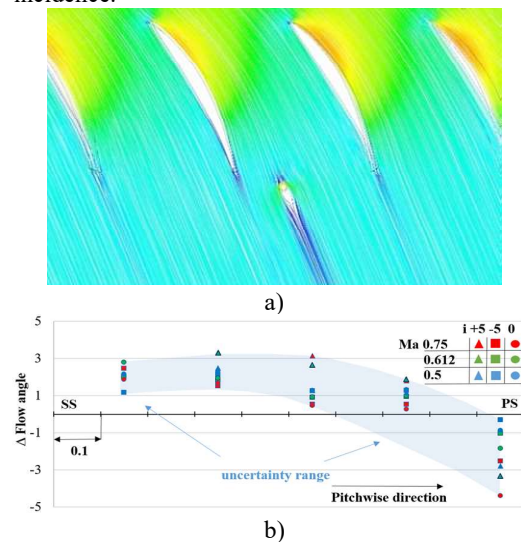 incidence.
a)
5
3
1
-1
-3
-5
Δ Flow angle
i +5 -5 0
Ma 0.75
0.612
0.5
SS
PS
0.1
uncertainty range
Pitchwise direction
b)